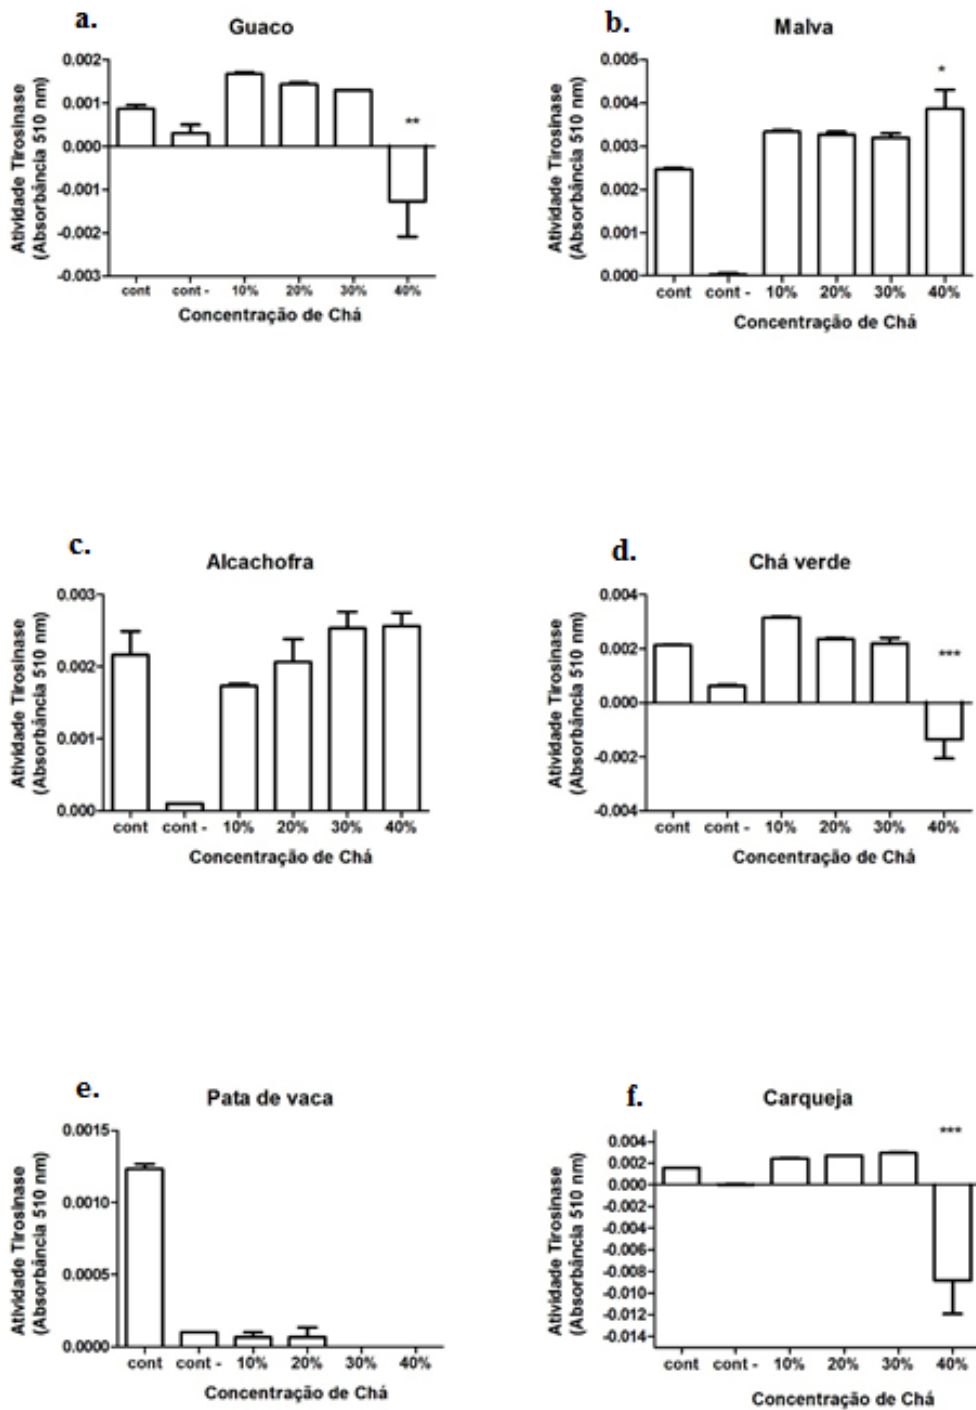 a.
Guaco
Atividade Tirosinase
(Absorbância 510 nm)
0.002
0.001
0.000
-0.001
-0.002
-0.003
**
cont cont - 10% 20% 30% 40%
Concentração de Chá
b.
Malva
Atividade Tirosinase
(Absorbância 510 nm)
0.005
0.004
0.003
0.002
0.001
0.000
*
cont cont - 10% 20% 30% 40%
Concentração de Chá
c.
Alcachofra
Atividade Tirosinase
(Absorbância 510 nm)
0.003
0.002
0.001
0.000
cont cont - 10% 20% 30% 40%
Concentração de Chá
d.
Chá verde
Atividade Tirosinase
(Absorbância 510 nm)
0.004
0.002
0.000
-0.002
-0.004
***
cont cont - 10% 20% 30% 40%
Concentração de Chá
e.
Pata de vaca
Atividade Tirosinase
(Absorbância 510 nm)
0.0015
0.0010
0.0005
0.0000
cont cont - 10% 20% 30% 40%
Concentração de Chá
f.
Carqueja
Atividade Tirosinase
(Absorbância 510 nm)
0.004
0.002
0.000
-0.002
-0.004
-0.006
-0.008
-0.010
-0.012
-0.014
***
cont cont - 10% 20% 30% 40%
Concentração de Chá